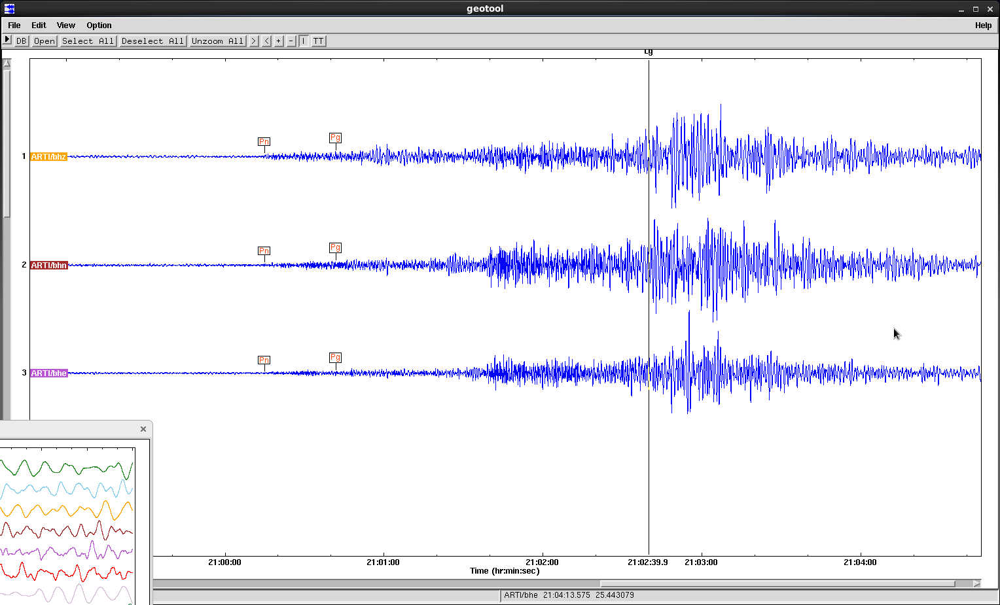 geotool
File Edit View Option Help
DB Open Select All Deselect All Unzoom All > < + - | TT
Lg
Pn Pg
1 ARTI/bhz
Pn Pg
2 ARTI/bhn
Pn Pg
3 ARTI/bhe
21:00:00 21:01:00 21:02:00 21:02:39.9 21:03:00 21:04:00
Time (hr:min:sec)
ARTI/bhe 21:04:13.575 25.443079